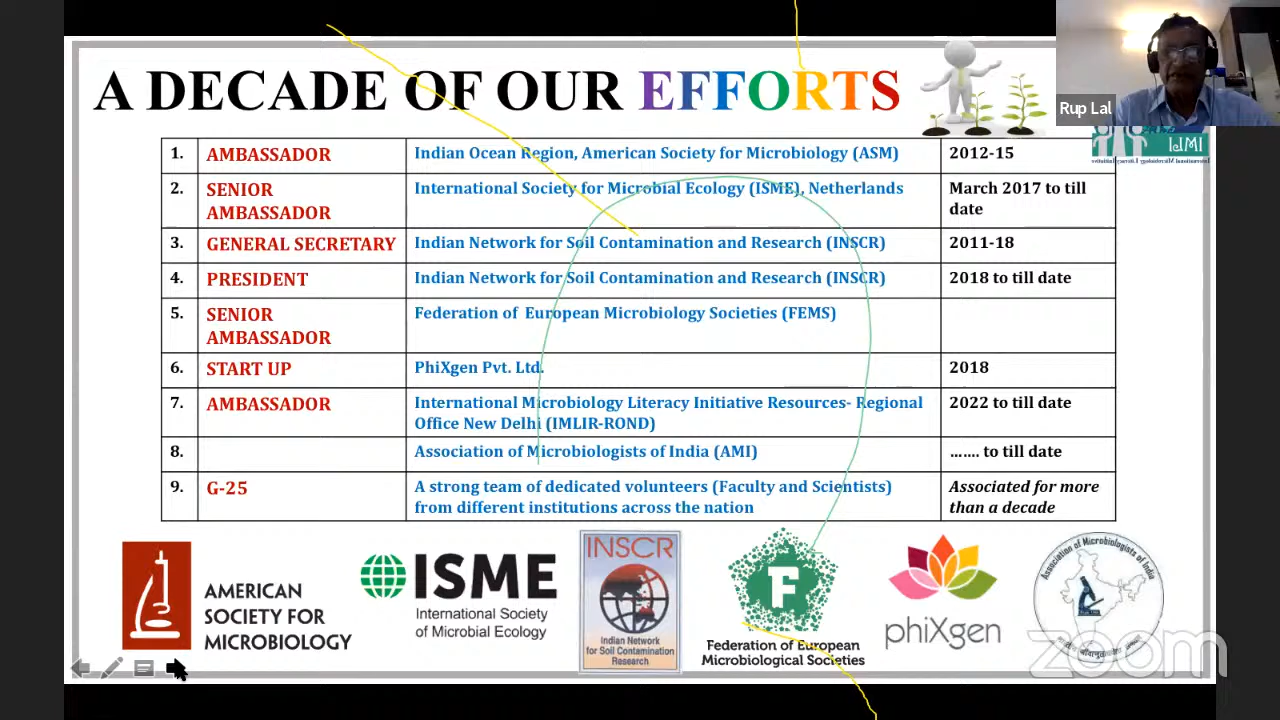 A DECADE OF OUR EFFORTS
Rup Lal
IMLI
International Microbiology Literacy Initiative
1. AMBASSADOR Indian Ocean Region, American Society for Microbiology (ASM) 2012-15
2. SENIOR AMBASSADOR International Society for Microbial Ecology (ISME), Netherlands March 2017 to till date
3. GENERAL SECRETARY Indian Network for Soil Contamination and Research (INSCR) 2011-18
4. PRESIDENT Indian Network for Soil Contamination and Research (INSCR) 2018 to till date
5. SENIOR AMBASSADOR Federation of European Microbiology Societies (FEMS)
6. START UP PhiXgen Pvt. Ltd. 2018
7. AMBASSADOR International Microbiology Literacy Initiative Resources- Regional Office New Delhi (IMLIR-ROND) 2022 to till date
8. Association of Microbiologists of India (AMI) ……. to till date
9. G-25 A strong team of dedicated volunteers (Faculty and Scientists) from different institutions across the nation Associated for more than a decade
AMERICAN
SOCIETY FOR
MICROBIOLOGY
ISME
International Society
of Microbial Ecology
INSCR
Indian Network
for Soil Contamination
Research
F
Federation of European
Microbiological Societies
phiXgen
Association of Microbiologists of India
zoom